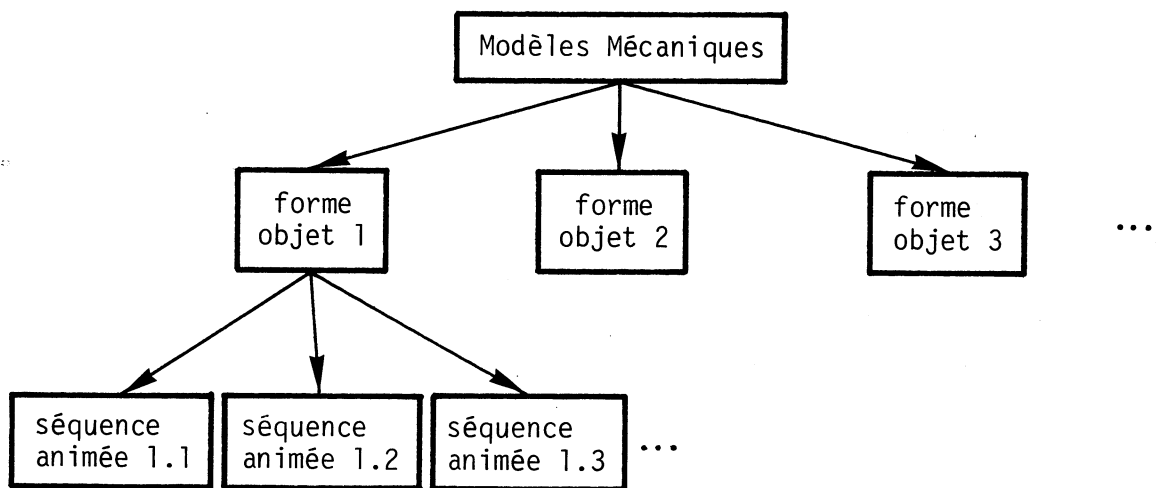 Modèles Mécaniques
forme
objet 1
forme
objet 2
forme
objet 3
...
séquence
animée 1.1
séquence
animée 1.2
séquence
animée 1.3
...